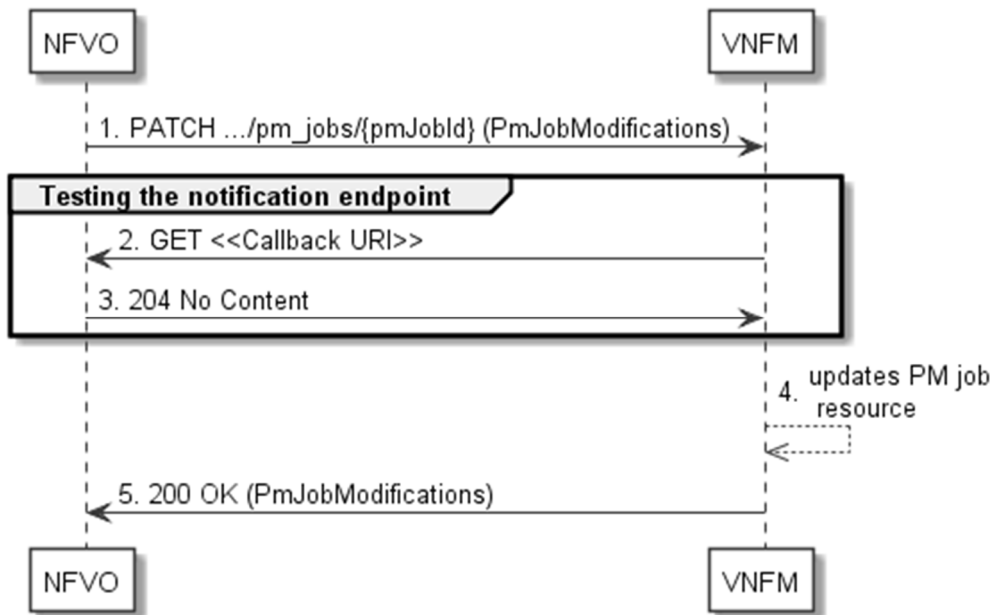 NFVO
VNFM
1. PATCH .../pm_jobs/{pmJobId} (PmJobModifications)
Testing the notification endpoint
2. GET <<Callback URI>>
3. 204 No Content
4. updates PM job
resource
5. 200 OK (PmJobModifications)
NFVO
VNFM